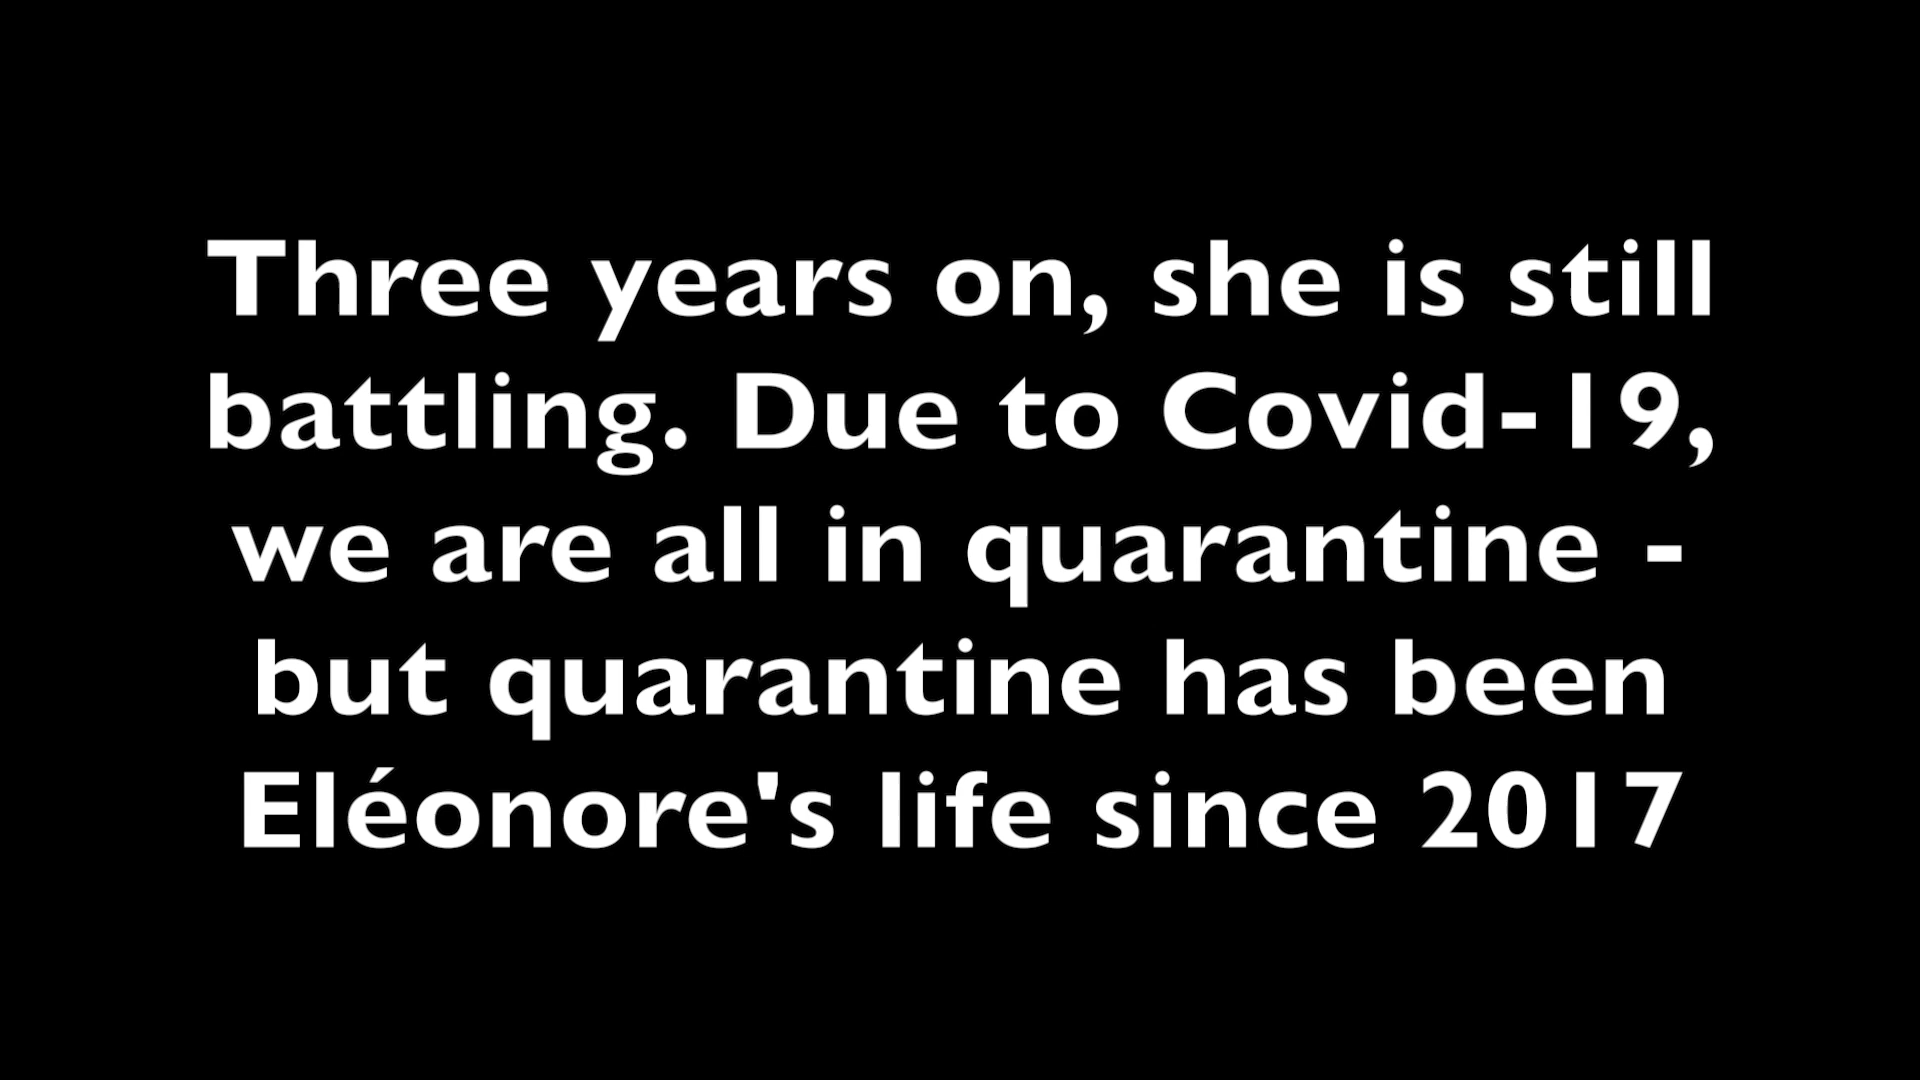 Three years on, she is still
battling. Due to Covid-19,
we are all in quarantine -
but quarantine has been
Eléonore's life since 2017